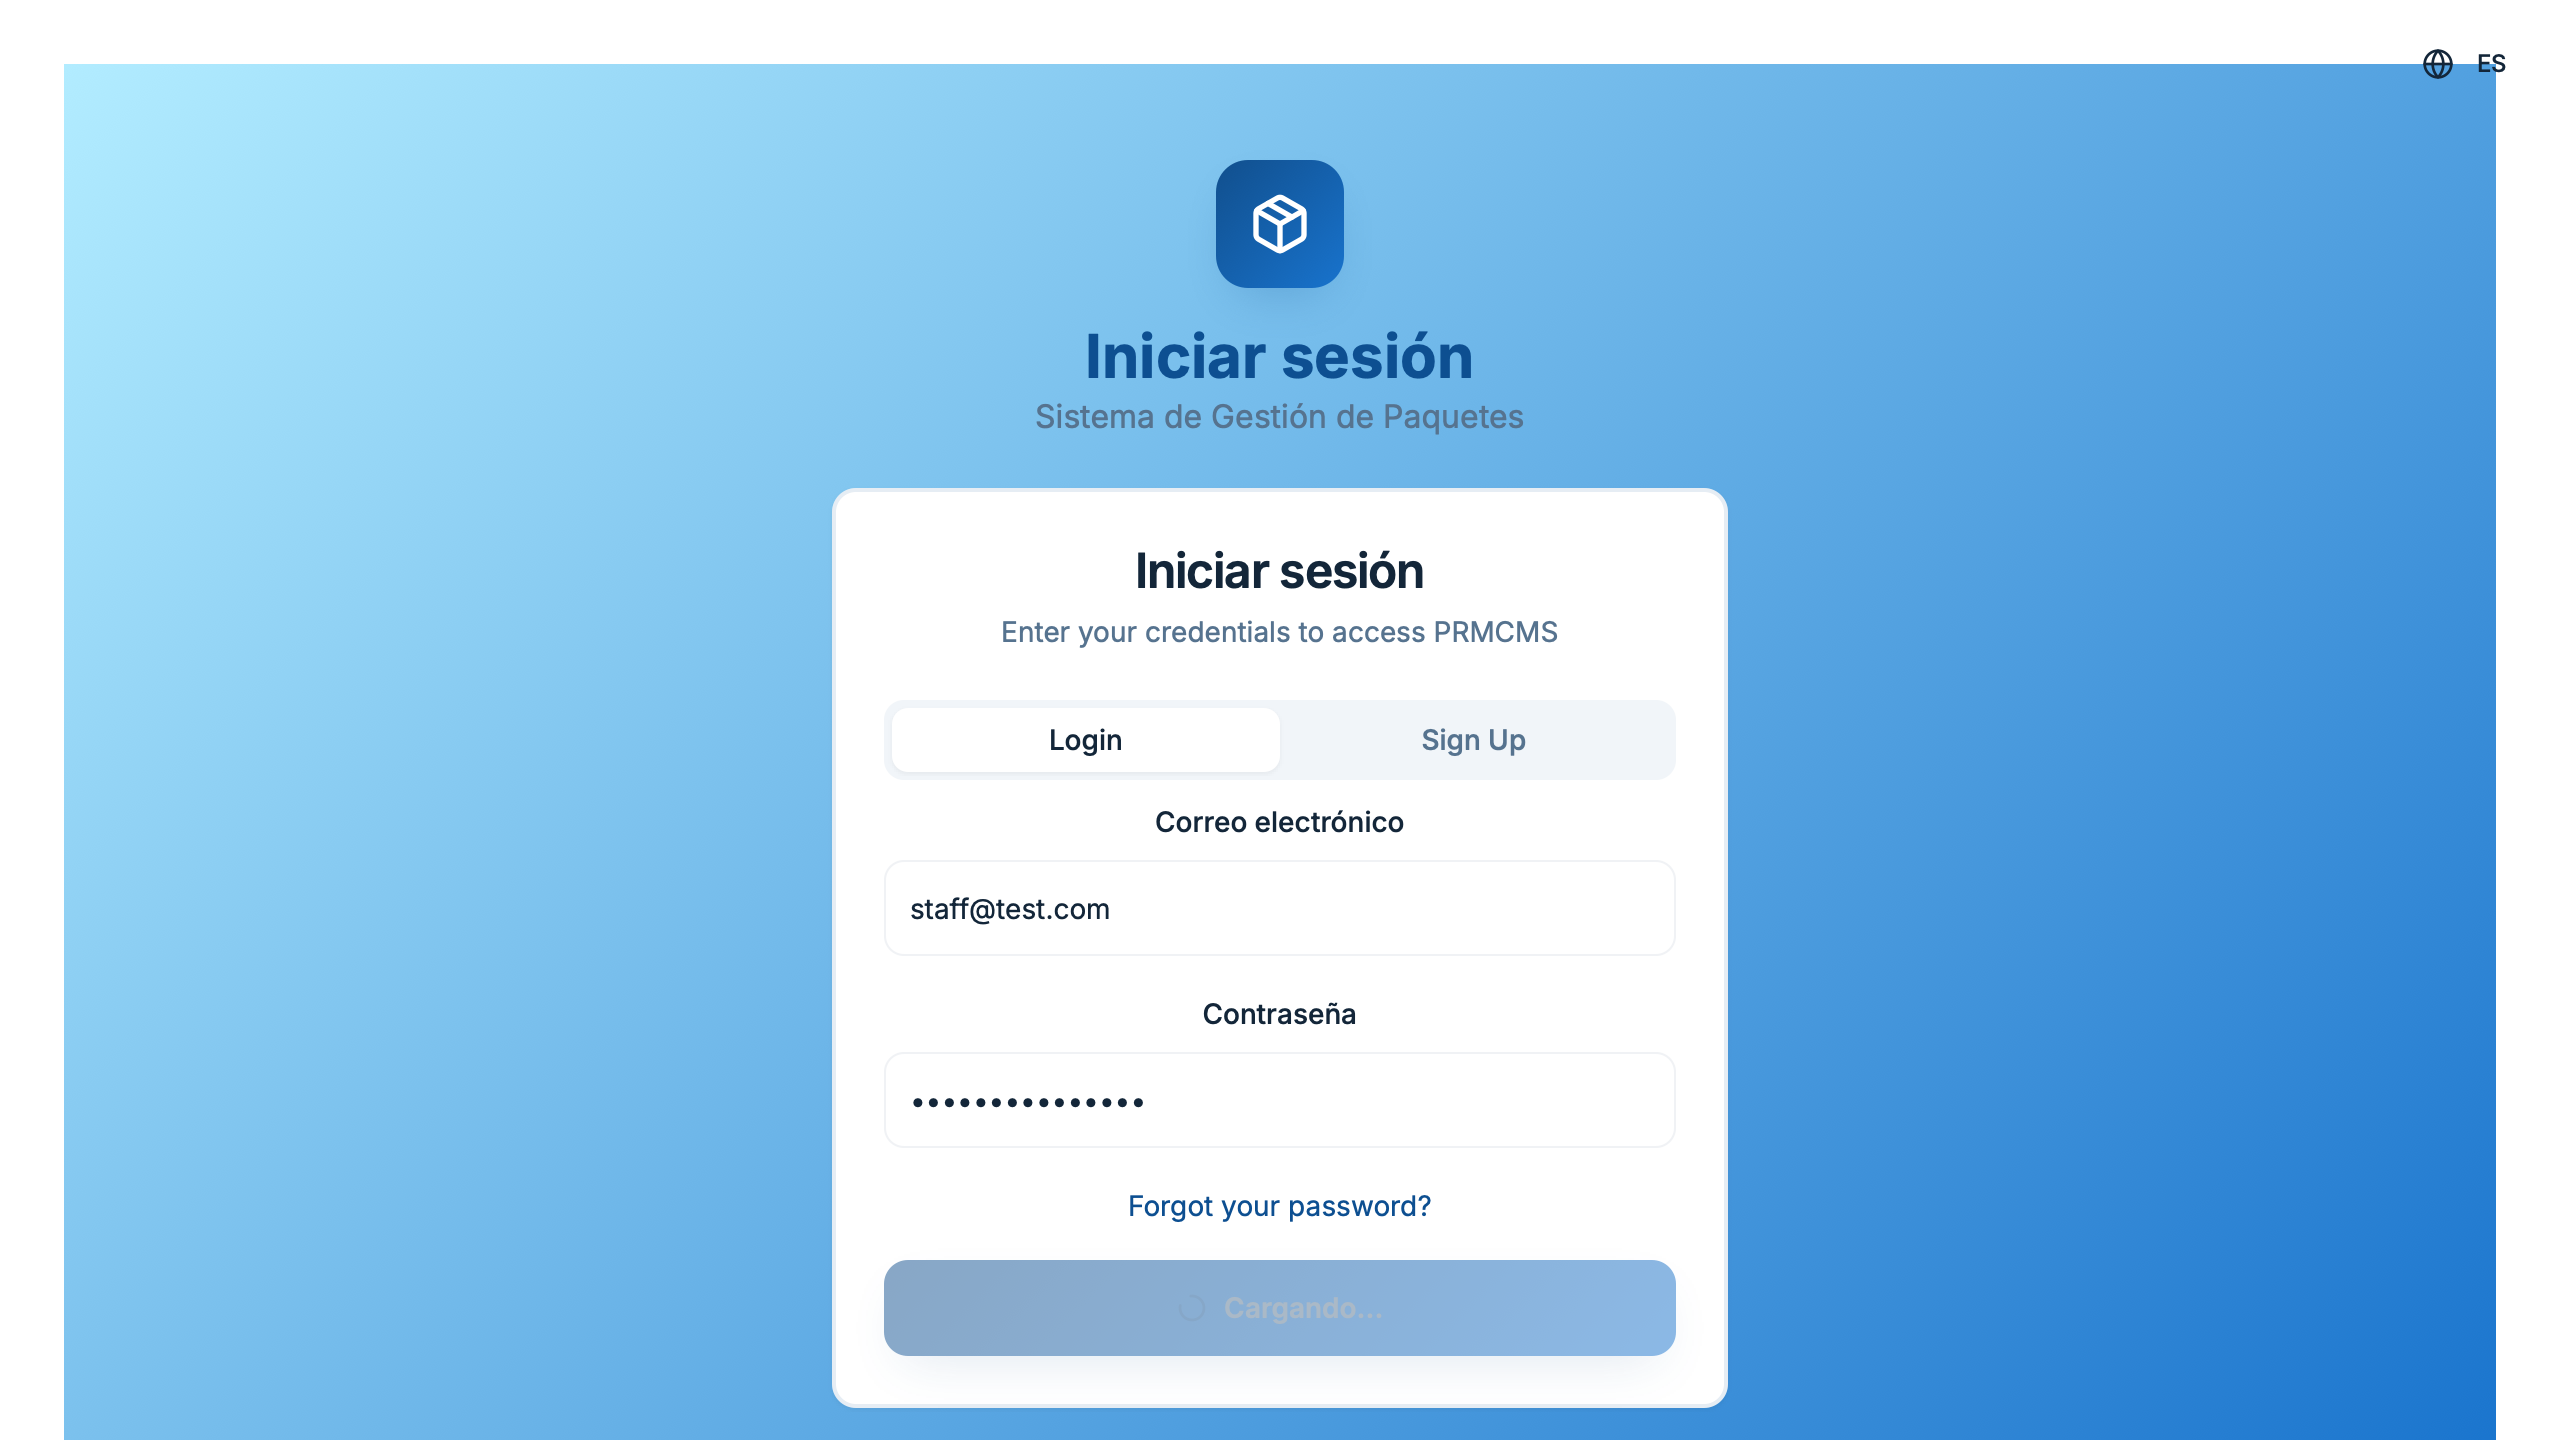 ES
Iniciar sesión
Sistema de Gestión de Paquetes
Iniciar sesión
Enter your credentials to access PRMCMS
Login
Sign Up
Correo electrónico
staff@test.com
Contraseña
•••••••••••••••
Forgot your password?
Cargando...